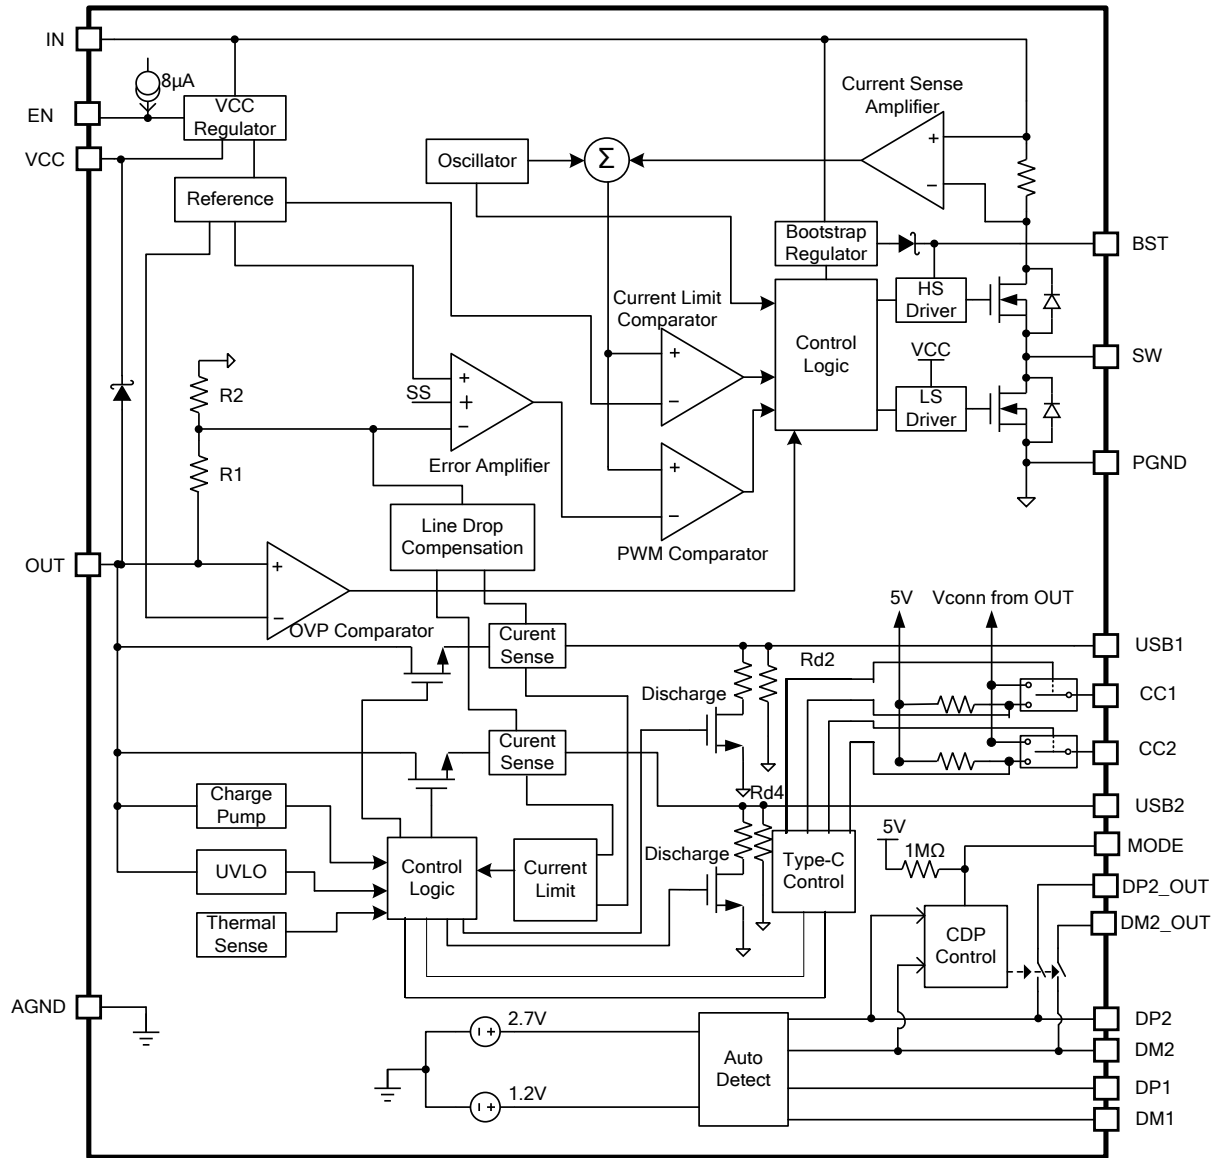 IN
8µA
EN
VCC
Regulator
VCC
Reference
Oscillator
Σ
Current Sense
Amplifier
+
−
Bootstrap
Regulator
BST
HS
Driver
Current Limit
Comparator
+
−
Control
Logic
VCC
LS
Driver
SW
PGND
R2
R1
SS
+
+
−
Error Amplifier
+
−
PWM Comparator
Line Drop
Compensation
OUT
+
−
OVP Comparator
5V
Vconn from OUT
Curent
Sense
USB1
Rd2
Discharge
CC1
CC2
Curent
Sense
USB2
Rd4
Charge
Pump
UVLO
Thermal
Sense
Control
Logic
Current
Limit
Discharge
Type-C
Control
5V
1MΩ
MODE
DP2_OUT
DM2_OUT
CDP
Control
AGND
2.7V
1.2V
Auto
Detect
DP2
DM2
DP1
DM1